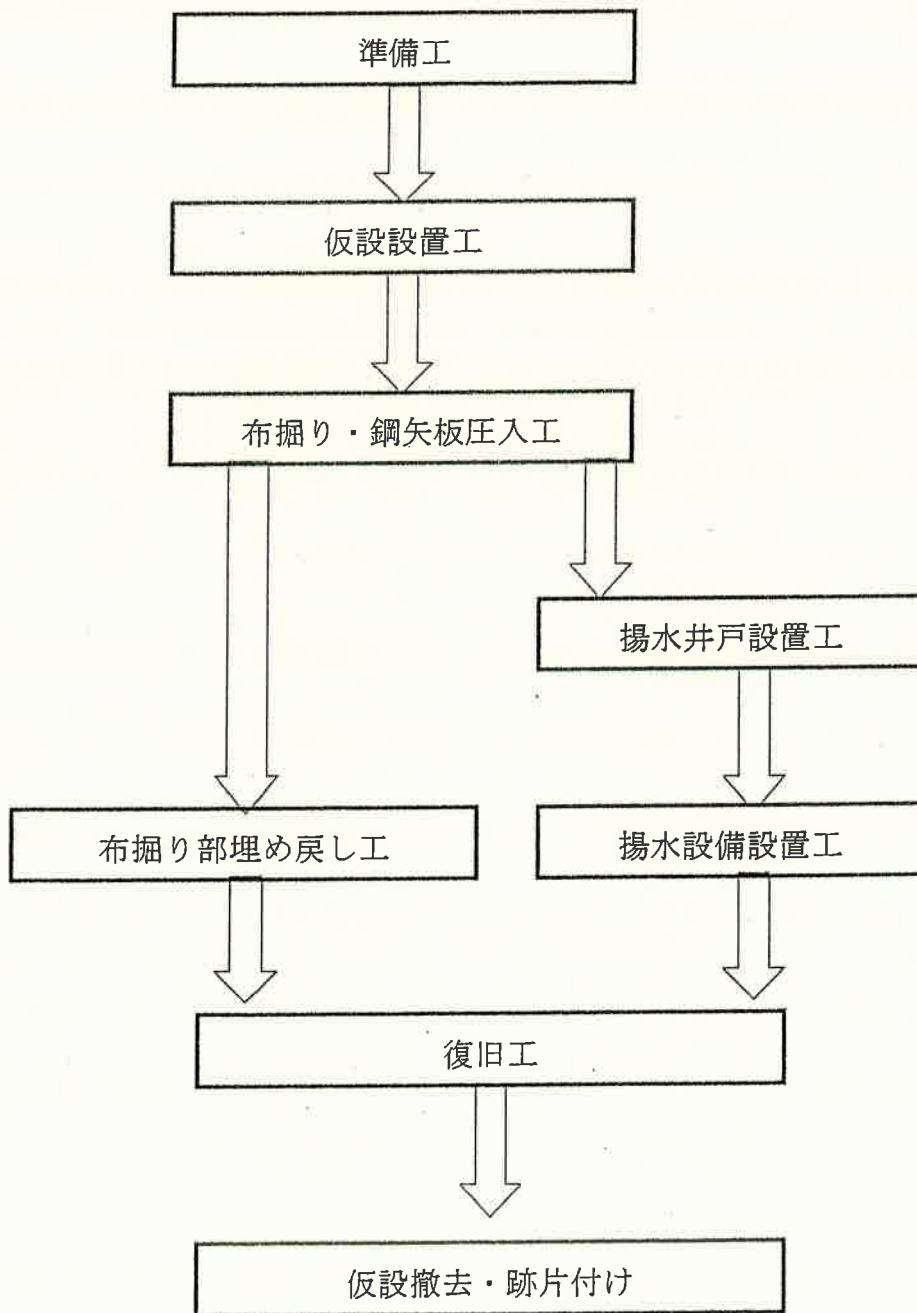 準備工
仮設設置工
布掘り・鋼矢板圧入工
揚水井戸設置工
布掘り部埋め戻し工
揚水設備設置工
復旧工
仮設撤去・跡片付け